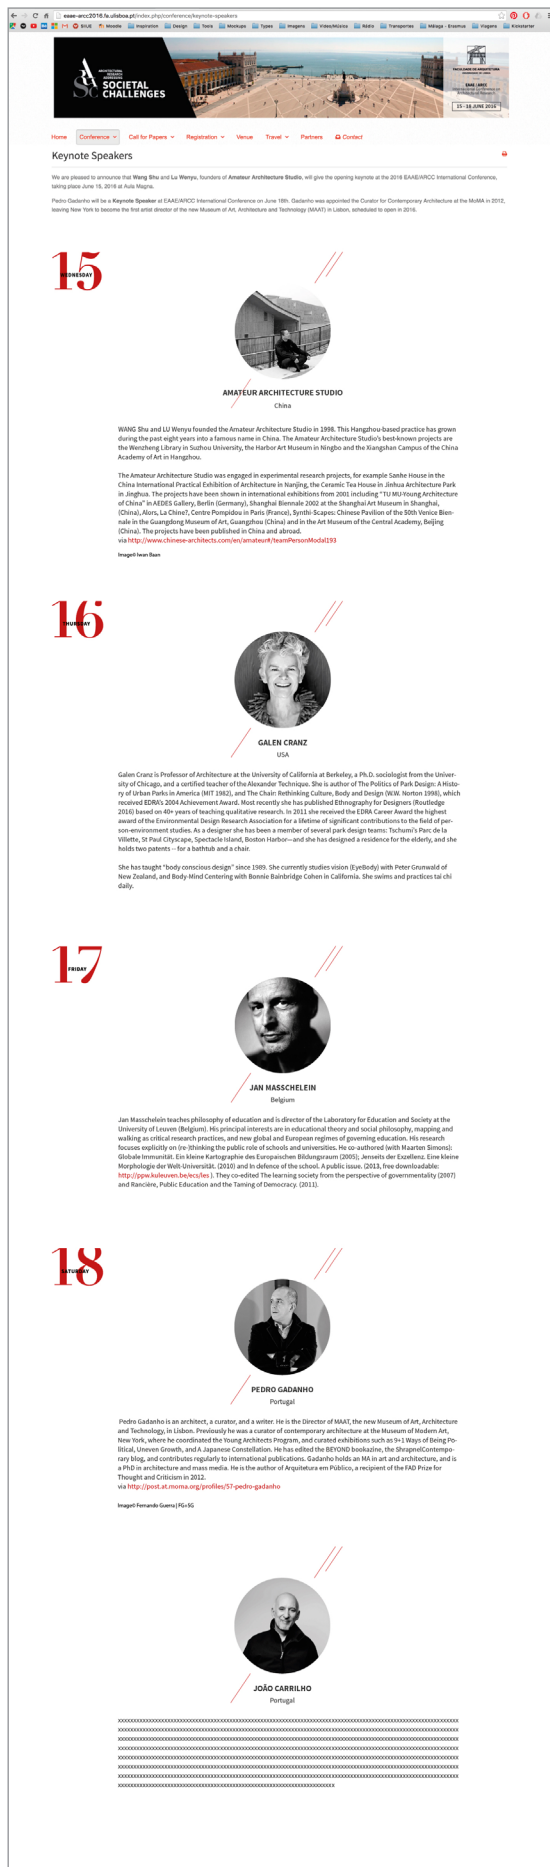 eaae-arcc2016.fa.ulisboa.pt/index.php/conference/keynote-speakers
SIUB Moodle Inspiration Design Tools Mockups Typo Imagens Video/Música Rádio Transportes Málaga - Erasmus Viagens Kickstarter
ARCHITECTURAL
RESEARCH
ADDRESSING
SOCIETAL
CHALLENGES
FACULDADE DE ARQUITETURA
EAAE | ARCC
15 - 18 JUNE 2016
Home Conference Call for Papers Registration Venue Travel Partners Contact
Keynote Speakers
We are pleased to announce that Wang Shu and Lu Wenyu, founders of Amateur Architecture Studio, will give the opening keynote at the 2016 EAAE/ARCC International Conference,
taking place June 15, 2016 at Aula Magna.
Pedro Gadanho will be a Keynote Speaker at EAAE/ARCC International Conference on June 18th. Gadanho was appointed the Curator for Contemporary Architecture at the MoMA in 2012,
leaving New York to become the first artist director of the new Museum of Art, Architecture and Technology (MAAT) in Lisbon, scheduled to open in 2016.
15
WEDNESDAY
AMATEUR ARCHITECTURE STUDIO
China
WANG Shu and LU Wenyu founded the Amateur Architecture Studio in 1998. This Hangzhou-based practice has grown
during the past eight years into a famous name in China. The Amateur Architecture Studio's best-known projects are
the Wenzheng Library in Suzhou University, the Harbor Art Museum in Ningbo and the Xiangshan Campus of the China
Academy of Art in Hangzhou.
The Amateur Architecture Studio was engaged in experimental research projects, for example Sanhe House in the
China International Practical Exhibition of Architecture in Nanjing, the Ceramic Tea House in Jinhua Architecture Park
in Jinghua. The projects have been shown in international exhibitions from 2001 including "TU MU-Young Architecture
of China" in AEDES Gallery, Berlin (Germany), Shanghai Biennale 2002 at the Shanghai Art Museum in Shanghai,
(China), Alors, La Chine?, Centre Pompidou in Paris (France), Synthi-Scapes: Chinese Pavilion of the 50th Venice Bien-
nale in the Guangdong Museum of Art, Guangzhou (China) and in the Art Museum of the Central Academy, Beijing
(China). The projects have been published in China and abroad.
via http://www.chinese-architects.com/en/amateur#/teamPersonModal193
Image© Iwan Baan
16
THURSDAY
GALEN CRANZ
USA
Galen Cranz is Professor of Architecture at the University of California at Berkeley, a Ph.D. sociologist from the Univer-
sity of Chicago, and a certified teacher of the Alexander Technique. She is author of The Politics of Park Design: A Histo-
ry of Urban Parks in America (MIT 1982), and The Chair: Rethinking Culture, Body and Design (W.W. Norton 1998), which
received EDRA's 2004 Achievement Award. Most recently she has published Ethnography for Designers (Routledge
2016) based on 40+ years of teaching qualitative research. In 2011 she received the EDRA Career Award the highest
award of the Environmental Design Research Association for a lifetime of significant contributions to the field of per-
son-environment studies. As a designer she has been a member of several park design teams: Tschumi's Parc de la
Villette, St Paul Cityscape, Spectacle Island, Boston Harbor—and she has designed a residence for the elderly, and she
holds two patents -- for a bathtub and a chair.
She has taught "body conscious design" since 1989. She currently studies vision (EyeBody) with Peter Grunwald of
New Zealand, and Body-Mind Centering with Bonnie Bainbridge Cohen in California. She swims and practices tai chi
daily.
17
FRIDAY
JAN MASSCHELEIN
Belgium
Jan Masschelein teaches philosophy of education and is director of the Laboratory for Education and Society at the
University of Leuven (Belgium). His principal interests are in educational theory and social philosophy, mapping and
walking as critical research practices, and new global and European regimes of governing education. His research
focuses explicitly on (re-)thinking the public role of schools and universities. He co-authored (with Maarten Simons):
Globale Immunität. Ein kleine Kartographie des Europaischen Bildungsraum (2005); Jenseits der Exzellenz. Eine kleine
Morphologie der Welt-Universität. (2010) and In defence of the school. A public issue. (2013, free downloadable:
http://ppw.kuleuven.be/ecs/les ). They co-edited The learning society from the perspective of governmentality (2007)
and Rancière, Public Education and the Taming of Democracy. (2011).
18
SATURDAY
PEDRO GADANHO
Portugal
Pedro Gadanho is an architect, a curator, and a writer. He is the Director of MAAT, the new Museum of Art, Architecture
and Technology, in Lisbon. Previously he was a curator of contemporary architecture at the Museum of Modern Art,
New York, where he coordinated the Young Architects Program, and curated exhibitions such as 9+1 Ways of Being Po-
litical, Uneven Growth, and A Japanese Constellation. He has edited the BEYOND bookazine, the ShrapnelContempo-
rary blog, and contributes regularly to international publications. Gadanho holds an MA in art and architecture, and is
a PhD in architecture and mass media. He is the author of Arquitetura em Público, a recipient of the FAD Prize for
Thought and Criticism in 2012.
via http://post.at.moma.org/profiles/57-pedro-gadanho
Image© Fernando Guerra | FG+SG
JOÃO CARRILHO
Portugal